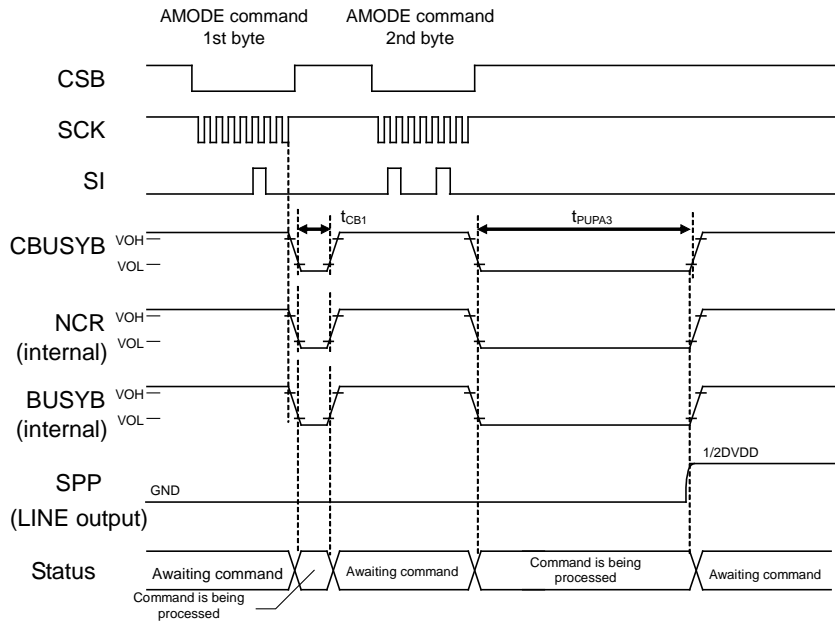 AMODE command
1st byte
AMODE command
2nd byte
CSB
SCK
SI
tCB1
tPUPA3
CBUSYB
VOH
VOL
NCR
(internal)
VOH
VOL
BUSYB
(internal)
VOH
VOL
1/2DVDD
SPP
(LINE output)
GND
Status
Awaiting command
Command is being
processed
Awaiting command
Command is being
processed
Awaiting command